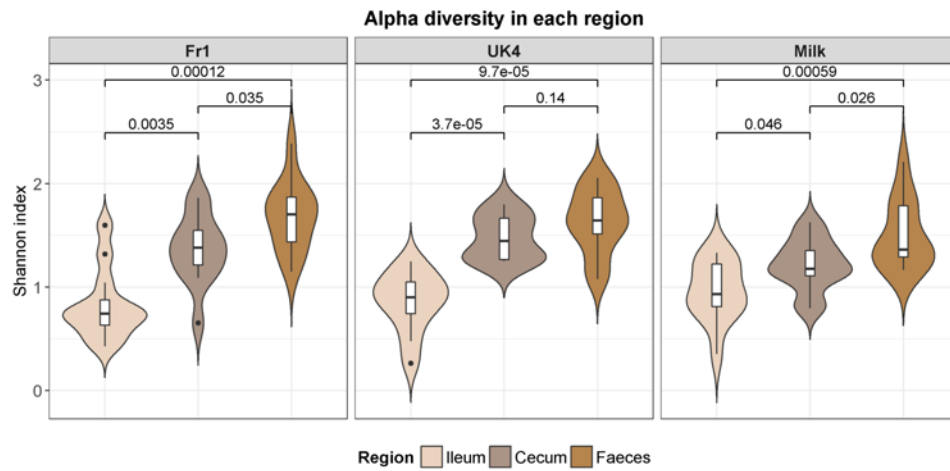 Alpha diversity in each region
Fr1 UK4 Milk
0.00012 9.7e-05 0.00059
0.035 0.14 0.026
0.0035 3.7e-05 0.046
3
2
1
0
Shannon index
Region Ileum Cecum Faeces